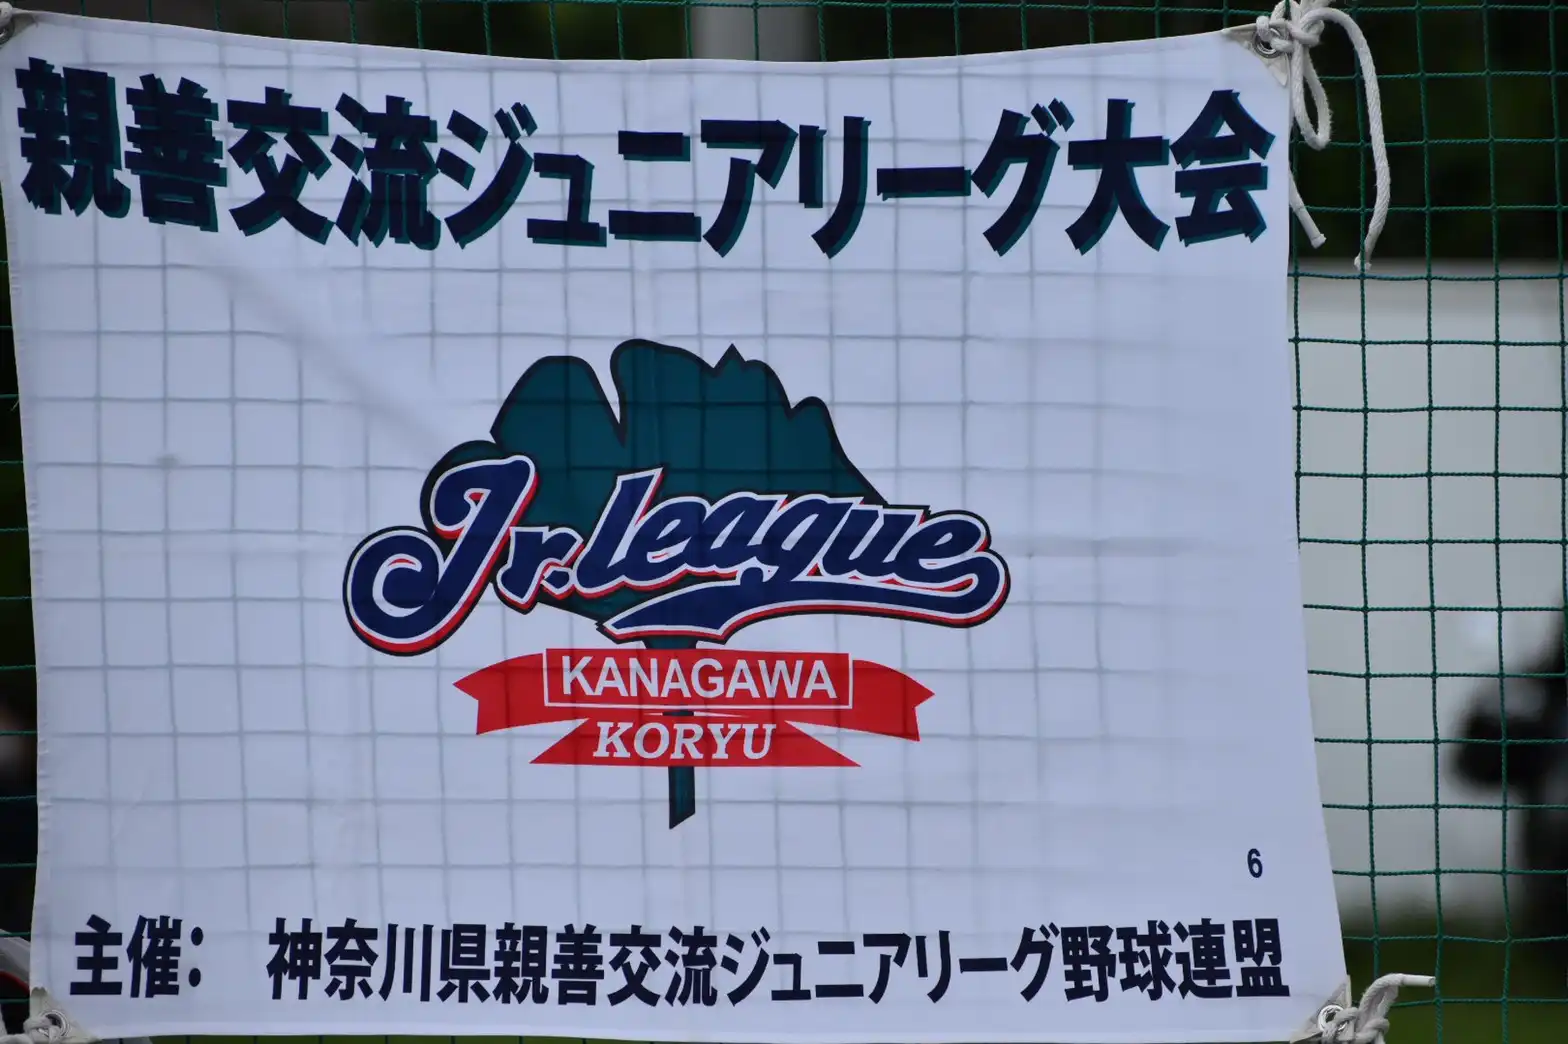 親善交流ジュニアリーグ大会
Jr.league
KANAGAWA
KORYU
6
主催： 神奈川県親善交流ジュニアリーグ野球連盟